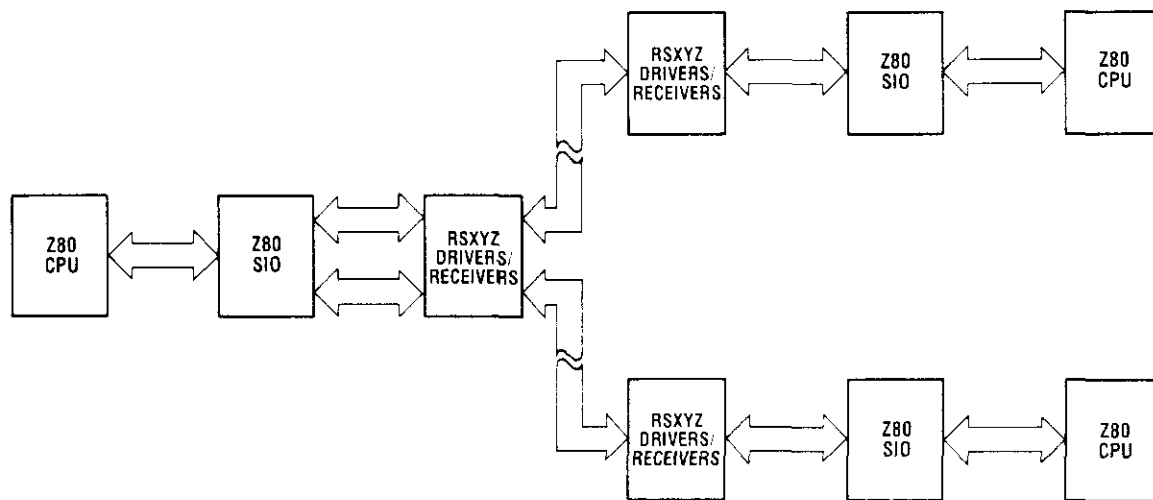 RSXYZ
DRIVERS/
RECEIVERS
Z80
SIO
Z80
CPU
Z80
CPU
Z80
SIO
RSXYZ
DRIVERS/
RECEIVERS
RSXYZ
DRIVERS/
RECEIVERS
Z80
SIO
Z80
CPU